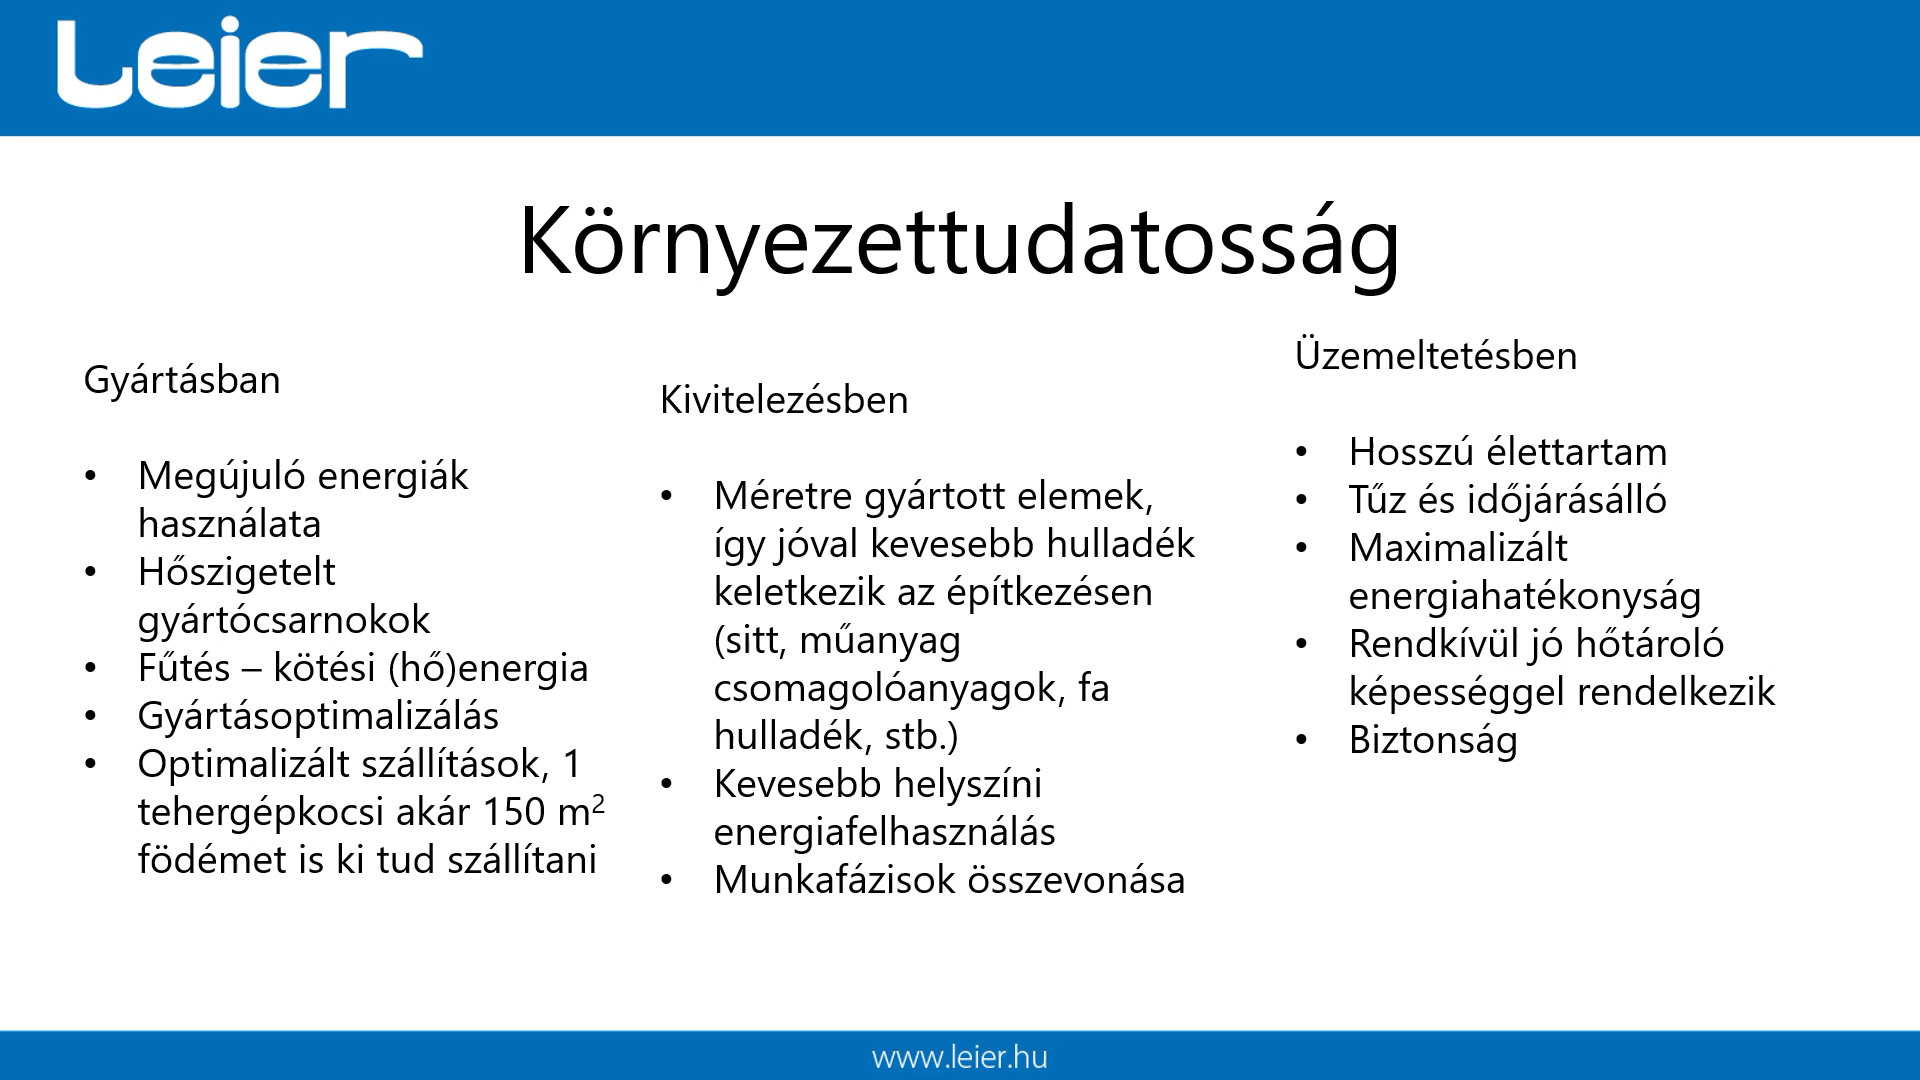 Leier
Környezettudatosság
Gyártásban
• Megújuló energiák
használata
• Hőszigetelt
gyártócsarnokok
• Fűtés – kötési (hő)energia
• Gyártásoptimalizálás
• Optimalizált szállítások, 1
tehergépkocsi akár 150 m²
födémet is ki tud szállítani
Kivitelezésben
• Méretre gyártott elemek,
így jóval kevesebb hulladék
keletkezik az építkezésen
(sitt, műanyag
csomagolóanyagok, fa
hulladék, stb.)
• Kevesebb helyszíni
energiafelhasználás
• Munkafázisok összevonása
Üzemeltetésben
• Hosszú élettartam
• Tűz és időjárásálló
• Maximalizált
energiahatékonyság
• Rendkívül jó hőtároló
képességgel rendelkezik
• Biztonság
www.leier.hu